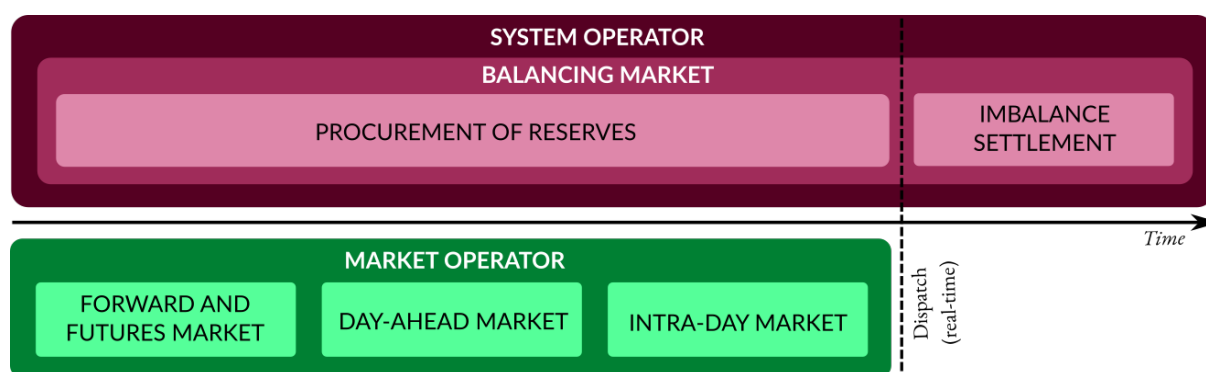 SYSTEM OPERATOR
BALANCING MARKET
PROCUREMENT OF RESERVES
IMBALANCE
SETTLEMENT
Time
MARKET OPERATOR
FORWARD AND
FUTURES MARKET
DAY-AHEAD MARKET
INTRA-DAY MARKET
Dispatch
(real-time)